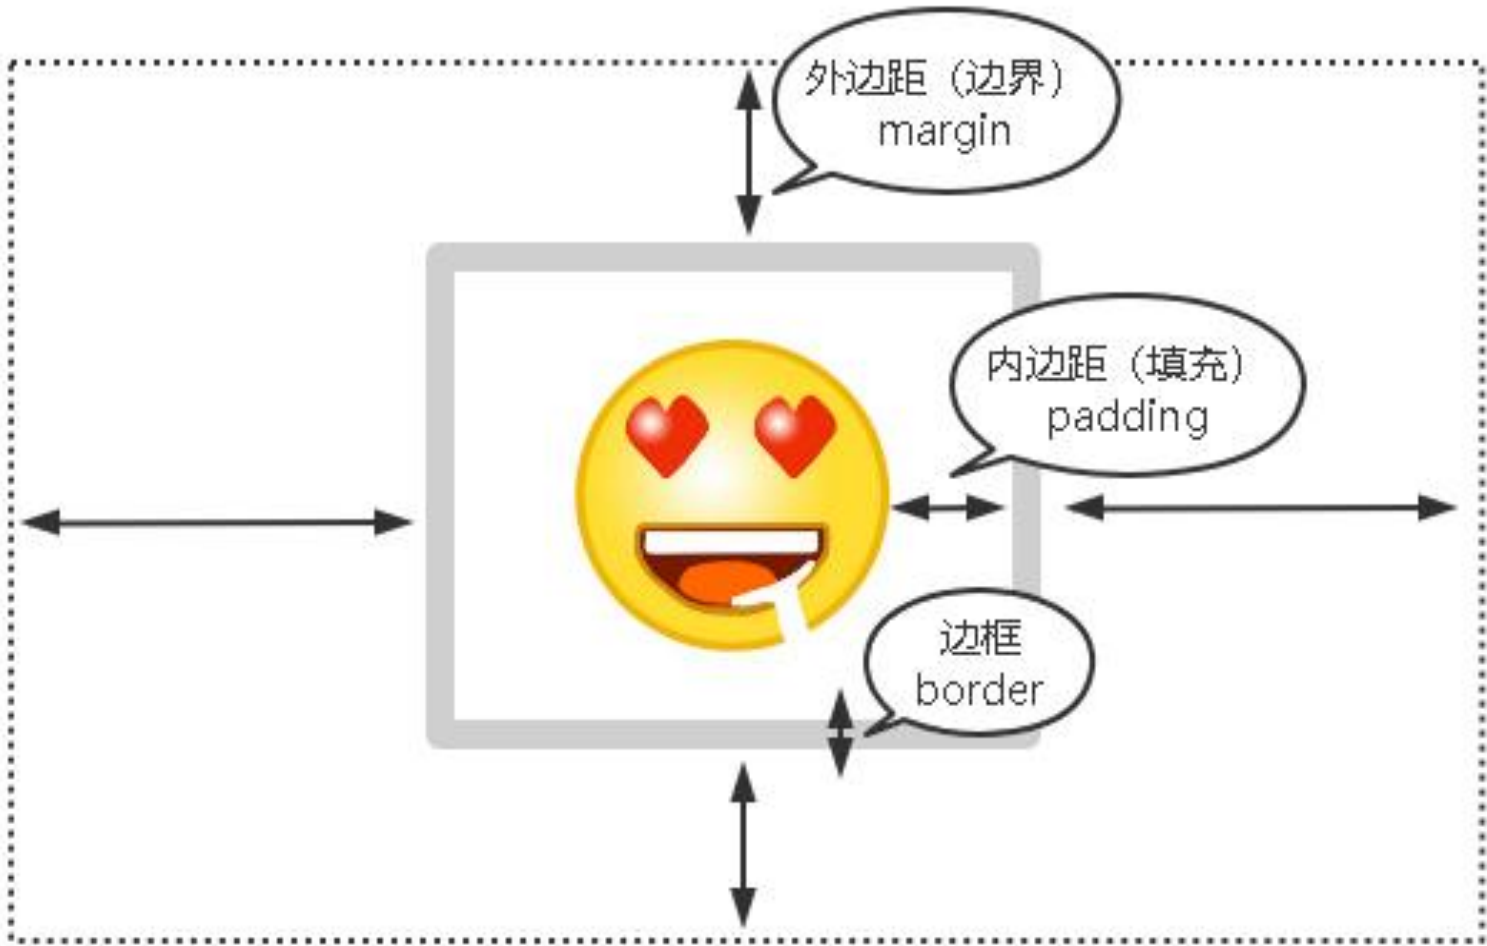 外边距（边界）
margin
内边距（填充）
padding
边框
border